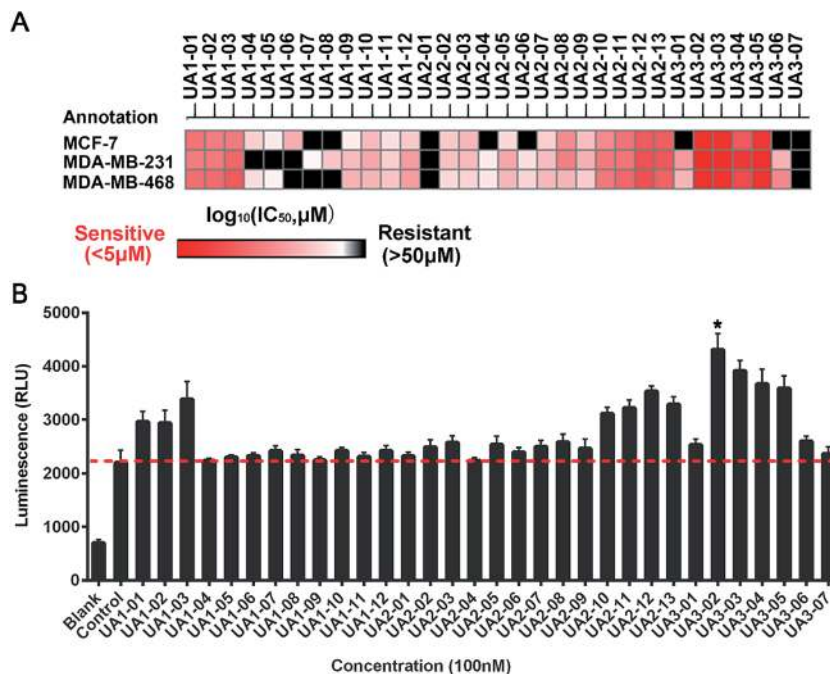 A
UA1-01
UA1-02
UA1-03
UA1-04
UA1-05
UA1-06
UA1-07
UA1-08
UA1-09
UA1-10
UA1-11
UA1-12
UA2-01
UA2-02
UA2-03
UA2-04
UA2-05
UA2-06
UA2-07
UA2-08
UA2-09
UA2-10
UA2-11
UA2-12
UA2-13
UA3-01
UA3-02
UA3-03
UA3-04
UA3-05
UA3-06
UA3-07
Annotation
MCF-7
MDA-MB-231
MDA-MB-468
log₁₀(IC₅₀,μM)
Sensitive
(<5μM)
Resistant
(>50μM)
B
Luminescence (RLU)
5000
4000
3000
2000
1000
0
*
Blank
Control
UA1-01
UA1-02
UA1-03
UA1-04
UA1-05
UA1-06
UA1-07
UA1-08
UA1-09
UA1-10
UA1-11
UA1-12
UA2-01
UA2-02
UA2-03
UA2-04
UA2-05
UA2-06
UA2-07
UA2-08
UA2-09
UA2-10
UA2-11
UA2-12
UA2-13
UA3-01
UA3-02
UA3-03
UA3-04
UA3-05
UA3-06
UA3-07
Concentration (100nM)